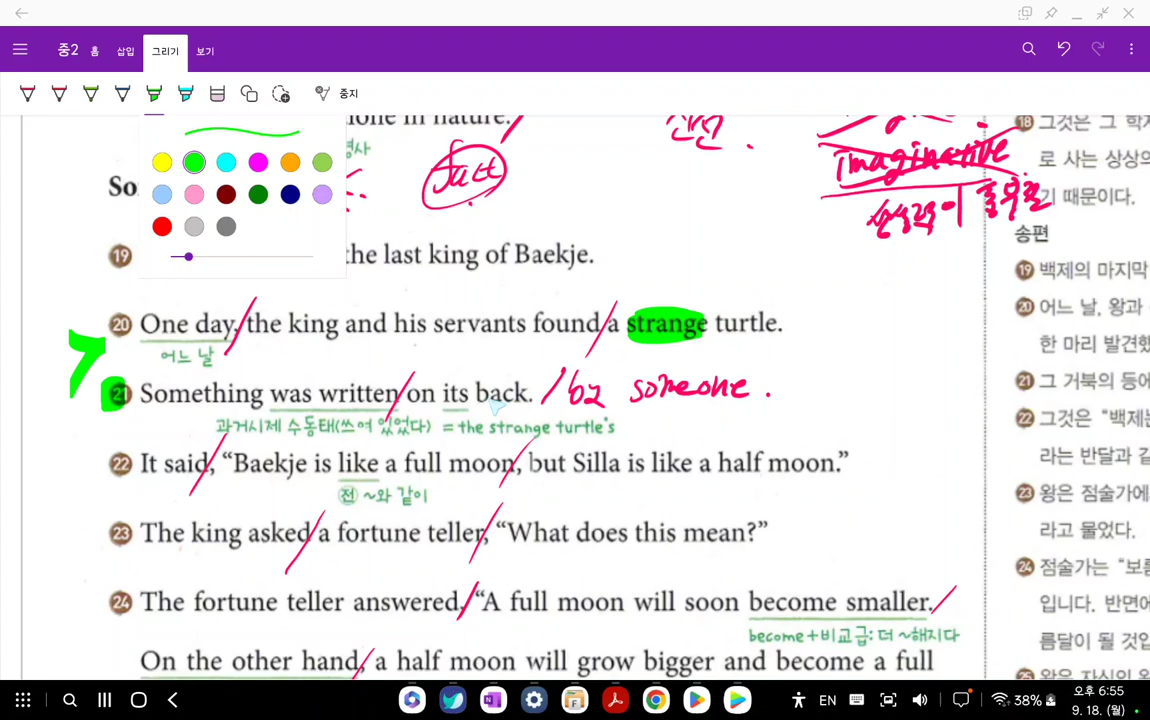 중2 홈 삽입 그리기 보기
중지
in nature.
명사
fact
imaginative
상상력이 풍부한
So
19 the last king of Baekje.
20 One day, the king and his servants found a strange turtle.
어느 날
21 Something was written on its back. / by someone.
과거시제 수동태(쓰여 있었다) = the strange turtle's
22 It said, “Baekje is like a full moon, but Silla is like a half moon.”
전 ~와 같이
23 The king asked a fortune teller, “What does this mean?”
24 The fortune teller answered, “A full moon will soon become smaller.
become+비교급: 더 ~해지다
On the other hand, a half moon will grow bigger and become a full
18 그것은 그 학
로 사는 상상의
기 때문이다.
송편
19 백제의 마지막
20 어느 날, 왕과
한 마리 발견했
21 그 거북의 등에
22 그것은 “백제는
라는 반달과 같
23 왕은 점술가에
라고 물었다.
24 점술가는 “보름
입니다. 반면에
름달이 될 것입
25 왕은 자신의
EN 38% 오후 6:55
9. 18. (월)